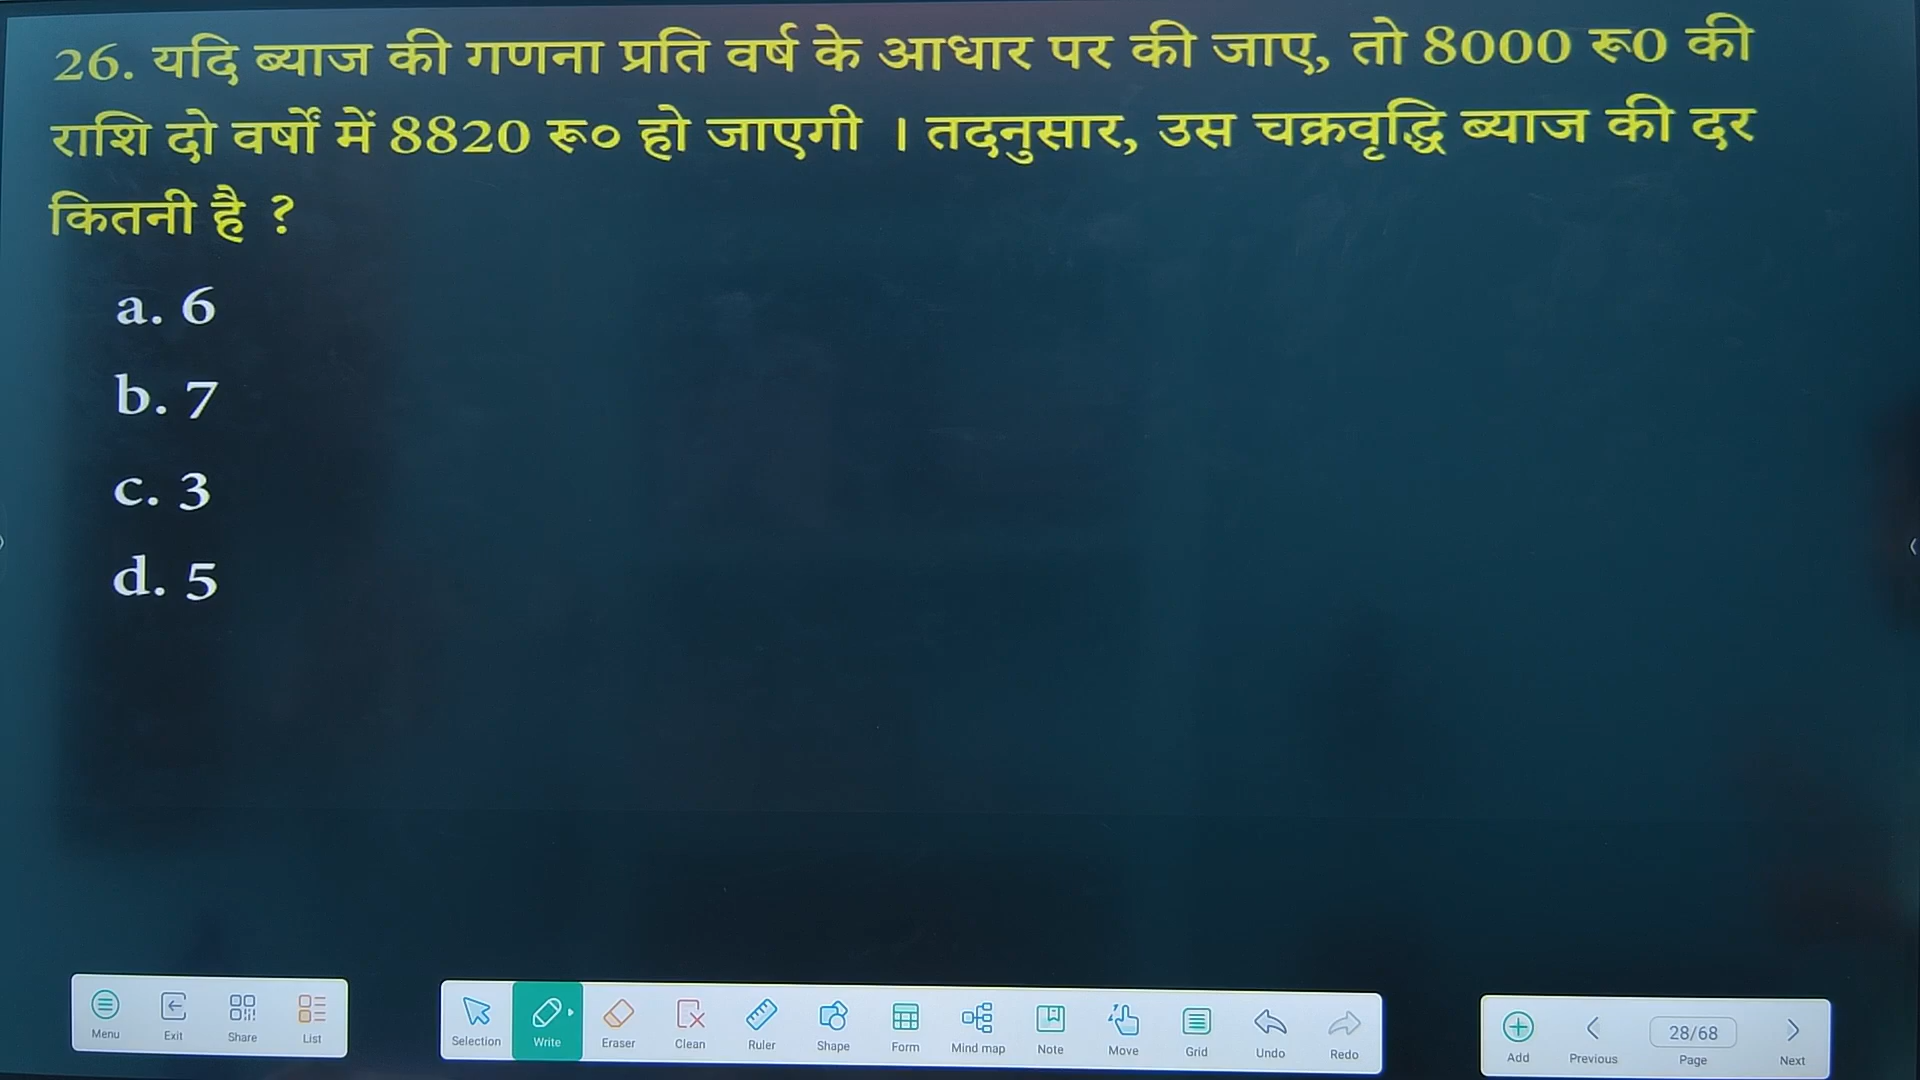 26. यदि ब्याज की गणना प्रति वर्ष के आधार पर की जाए, तो 8000 रू0 की
राशि दो वर्षों में 8820 रू० हो जाएगी । तदनुसार, उस चक्रवृद्धि ब्याज की दर
कितनी है ?
a. 6
b. 7
c. 3
d. 5
Menu Exit Share List
Selection Write Eraser Clean Ruler Shape Form Mind map Note Move Grid Undo Redo
28/68
Add Previous Page Next